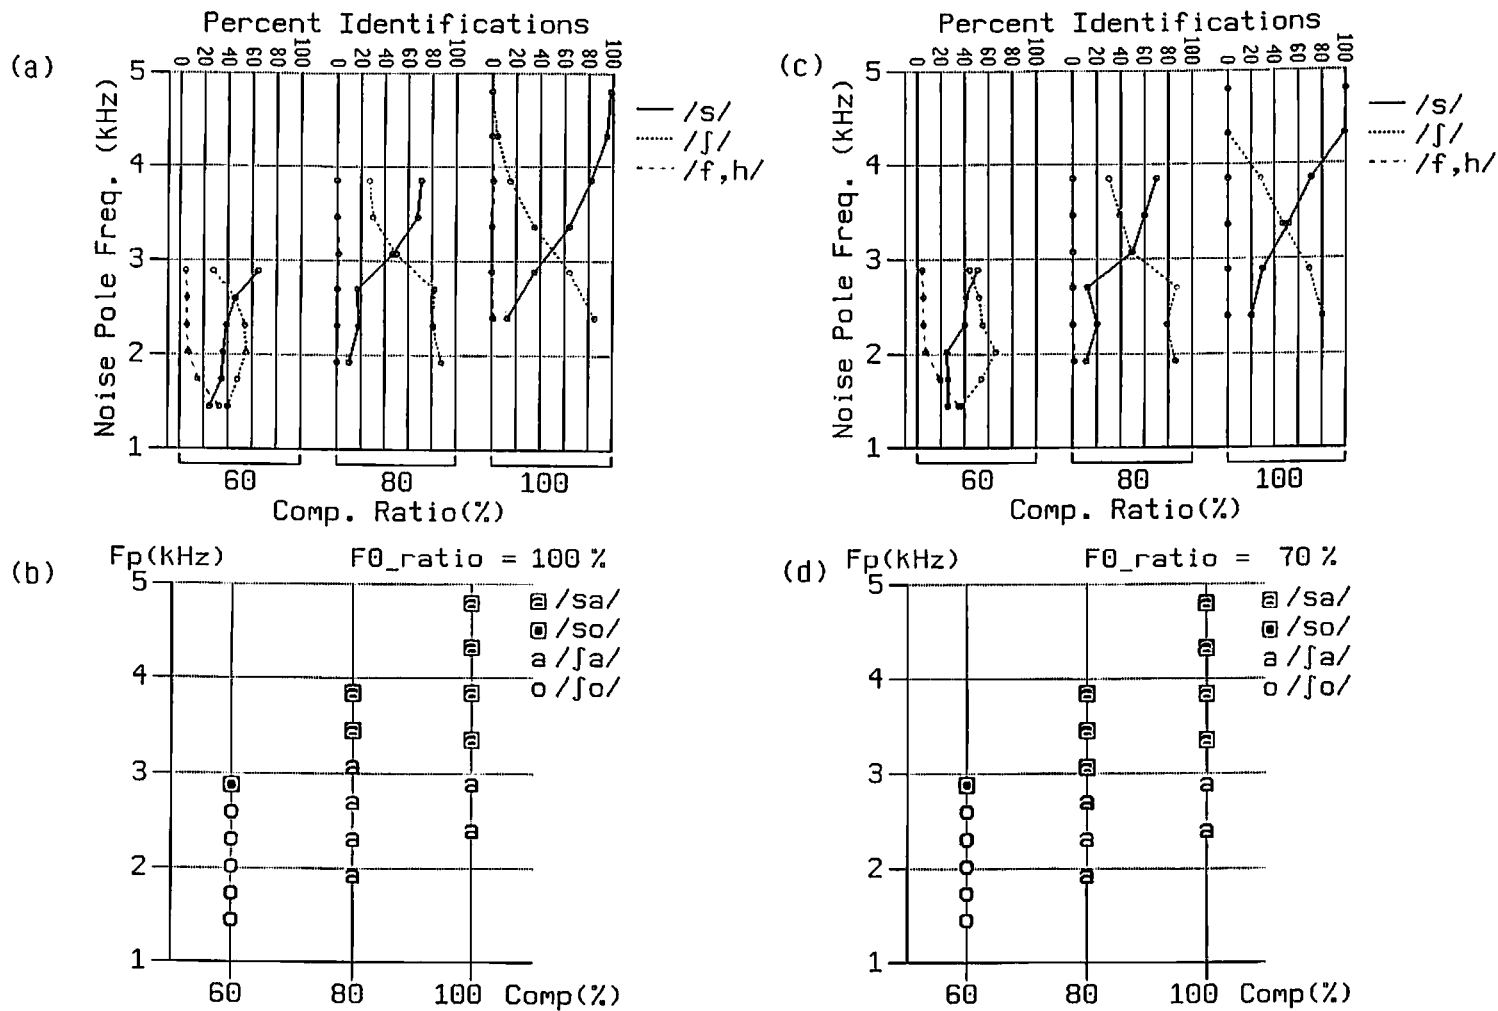 Percent Identifications
(a)
0 20 40 60 80 100 0 20 40 60 80 100 0 20 40 60 80 100
Noise Pole Freq. (kHz)
5
4
3
2
1
/s/
/ʃ/
/f,h/
60 80 100
Comp. Ratio(%)
Percent Identifications
(c)
0 20 40 60 80 100 0 20 40 60 80 100 0 20 40 60 80 100
Noise Pole Freq. (kHz)
5
4
3
2
1
/s/
/ʃ/
/f,h/
60 80 100
Comp. Ratio(%)
(b)
Fp(kHz) F0_ratio = 100 %
5
4
3
2
1
a /sa/
/so/
a /ʃa/
o /ʃo/
a
a
a a
a a
a a
a a
a
a
o
o
o
o
o
60 80 100 Comp(%)
(d)
Fp(kHz) F0_ratio = 70 %
5
4
3
2
1
a /sa/
/so/
a /ʃa/
o /ʃo/
a
a
a a
a a
a a
a a
a
a
o
o
o
o
o
60 80 100 Comp(%)